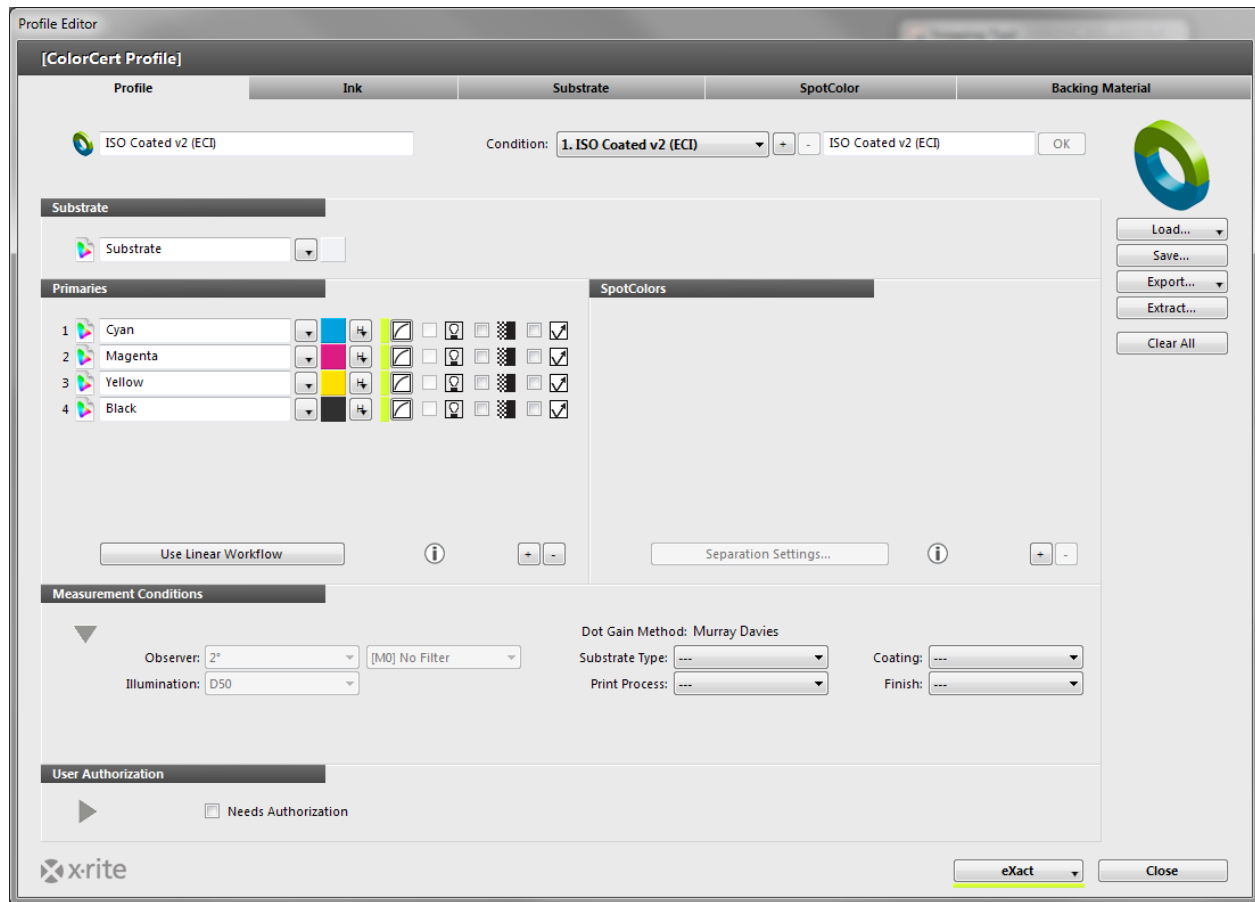 Profile Editor
[ColorCert Profile]
Profile Ink Substrate SpotColor Backing Material
ISO Coated v2 (ECI) Condition: 1. ISO Coated v2 (ECI) + - ISO Coated v2 (ECI) OK
Substrate
Substrate
Load...
Save...
Export...
Extract...
Clear All
Primaries SpotColors
1 Cyan
2 Magenta
3 Yellow
4 Black
Use Linear Workflow i + - Separation Settings... i + -
Measurement Conditions
Dot Gain Method: Murray Davies
Observer: 2° [M0] No Filter Substrate Type: --- Coating: ---
Illumination: D50 Print Process: --- Finish: ---
User Authorization
Needs Authorization
x·rite eXact Close